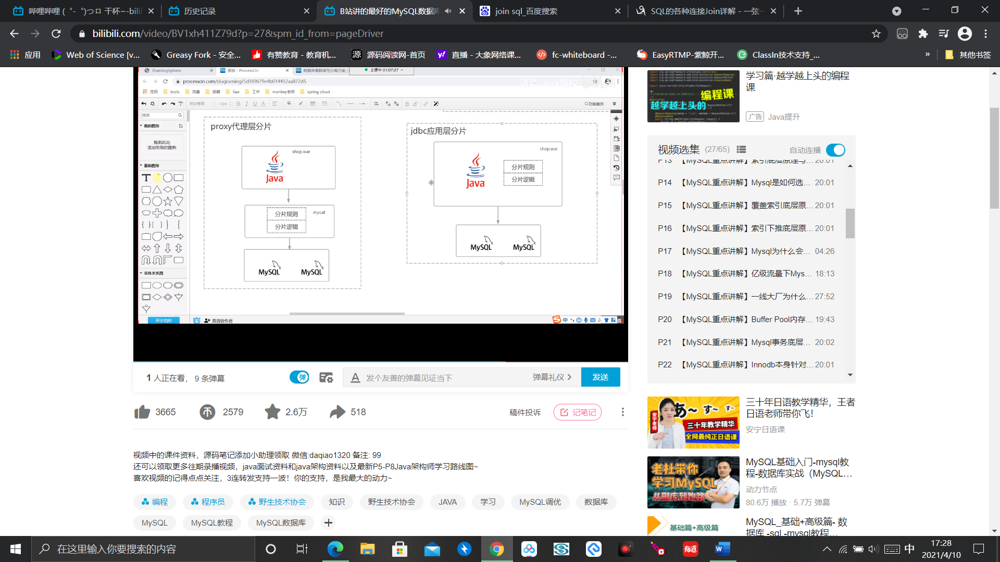 哔哩哔哩 (゜-゜)つロ 干杯~-bili
历史记录
B站讲的最好的MySQL数据库
join sql_百度搜索
SQL的各种连接Join详解 - 一弦一
bilibili.com/video/BV1xh411Z79d?p=27&spm_id_from=pageDriver
应用
Web of Science [v...
Greasy Fork - 安全...
有赞教育 - 教育机...
源码阅读网-首页
直播 - 大象网络课...
fc-whiteboard -...
EasyRTMP-紫鲸开...
ClassIn技术支持_...
»
其他书签
ShardingSphere
黑板 - ProcessOn
数据库集群读写分离方案
上课中 01:07:27
processon.com/diagraming/5d189679e4b014412aa872d5
应用 tools 流量 招聘 liao 工作 monkey老师 spring cloud
13px
功能查找
搜索
我的图形
拖到此处
添加到我的图形
基础图形
实体关系图
更多图形
邀请协作者
proxy代理层分片
shop.war
Java
分片规则
mycat
分片逻辑
MySQL MySQL
jdbc应用层分片
shop.war
Java
分片规则
分片逻辑
MySQL MySQL
中
1 人正在看， 9 条弹幕
弹
发个友善的弹幕见证当下
弹幕礼仪
发送
3665
2579
2.6万
518
稿件投诉
记笔记
视频中的课件资料，源码笔记添加小助理领取 微信:daqiao1320 备注: 99
还可以领取更多往期录播视频，java面试资料和java架构资料以及最新P5-P8Java架构师学习路线图~
喜欢视频的记得点点关注，3连转发支持一波！你的支持，是我最大的动力~
编程
程序员
野生技术协会
知识
野生技术协会
JAVA
学习
MySQL调优
数据库
MySQL
MySQL教程
MySQL数据库
编程课
越学越上头的
学习篇·越学越上头的编程
课
广告 Java提升
视频选集 (27/65)
自动连播
P13 【MySQL重点讲解】索引底层原理与... 20:01
P14 【MySQL重点讲解】Mysql是如何选... 20:01
P15 【MySQL重点讲解】覆盖索引底层原... 20:01
P16 【MySQL重点讲解】索引下推底层原... 20:01
P17 【MySQL重点讲解】Mysql为什么会... 04:26
P18 【MySQL重点讲解】亿级流量下Mys... 18:13
P19 【MySQL重点讲解】一线大厂为什么... 27:52
P20 【MySQL重点讲解】Buffer Pool内存... 19:43
P21 【MySQL重点讲解】Mysql事务底层... 20:02
P22 【MySQL重点讲解】Innodb本身针对... 20:01
あ~ す~ す~
安宁老师
三十年教学精华
全网最纯正日语课
三十年日语教学精华，王者
日语老师带你飞！
安宁日语课
老杜带你
学习MySQL
从删库到跑路
MySQL基础入门-mysql教
程-数据库实战（MySQL...
动力节点
80.6万 播放 · 5.7万 弹幕
基础篇+高级篇
MySQL_基础+高级篇- 数
据库 -sql -mysql教程...
在这里输入你要搜索的内容
有道
中
17:28
2021/4/10